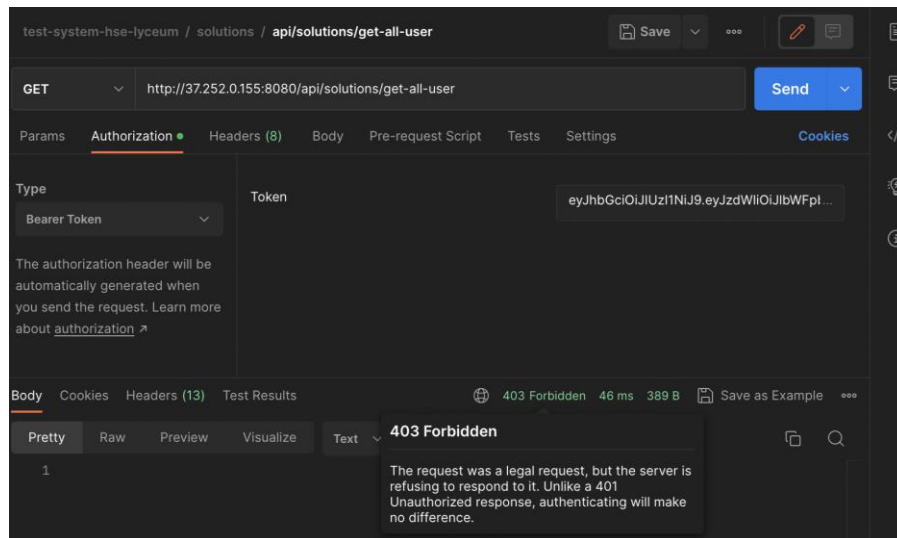 test-system-hse-lyceum / solutions / api/solutions/get-all-user
Save
GET http://37.252.0.155:8080/api/solutions/get-all-user Send
Params Authorization Headers (8) Body Pre-request Script Tests Settings Cookies
Type
Bearer Token
The authorization header will be
automatically generated when
you send the request. Learn more
about authorization ↗
Token
eyJhbGciOiJIUzI1NiJ9.eyJzdWIiOiJlbWFpl...
Body Cookies Headers (13) Test Results 403 Forbidden 46 ms 389 B Save as Example
Pretty Raw Preview Visualize Text
1
403 Forbidden
The request was a legal request, but the server is
refusing to respond to it. Unlike a 401
Unauthorized response, authenticating will make
no difference.